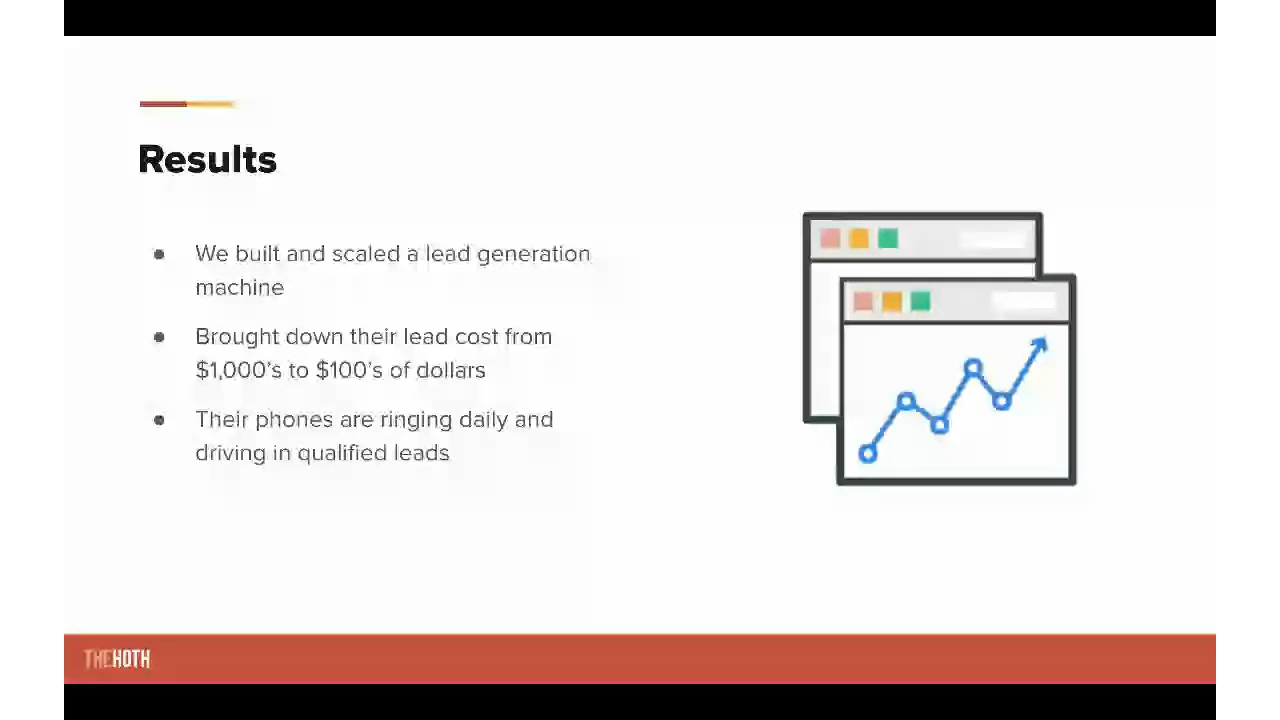 Results
● We built and scaled a lead generation
machine
● Brought down their lead cost from
$1,000’s to $100’s of dollars
● Their phones are ringing daily and
driving in qualified leads
THEHOTH